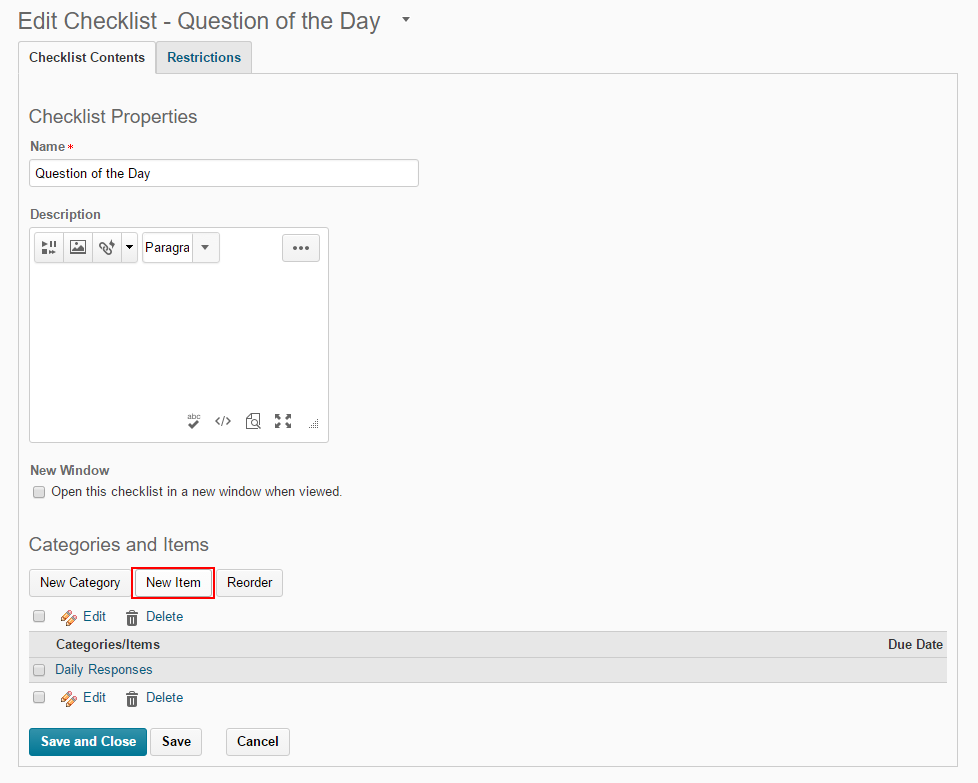 Edit Checklist - Question of the Day
Checklist Contents Restrictions
Checklist Properties
Name *
Question of the Day
Description
Paragra
abc
</>
New Window
Open this checklist in a new window when viewed.
Categories and Items
New Category New Item Reorder
Edit Delete
Categories/Items Due Date
Daily Responses
Edit Delete
Save and Close Save Cancel